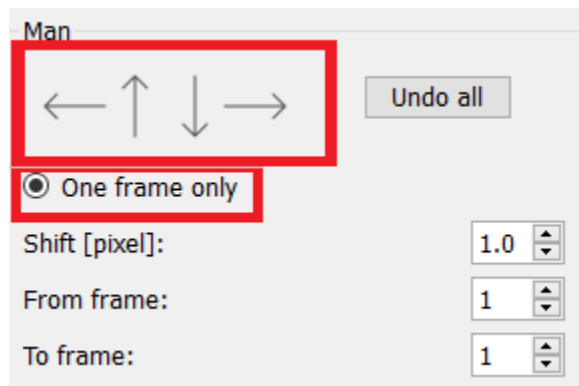 Man
Undo all
One frame only
Shift [pixel]: 1.0
From frame: 1
To frame: 1